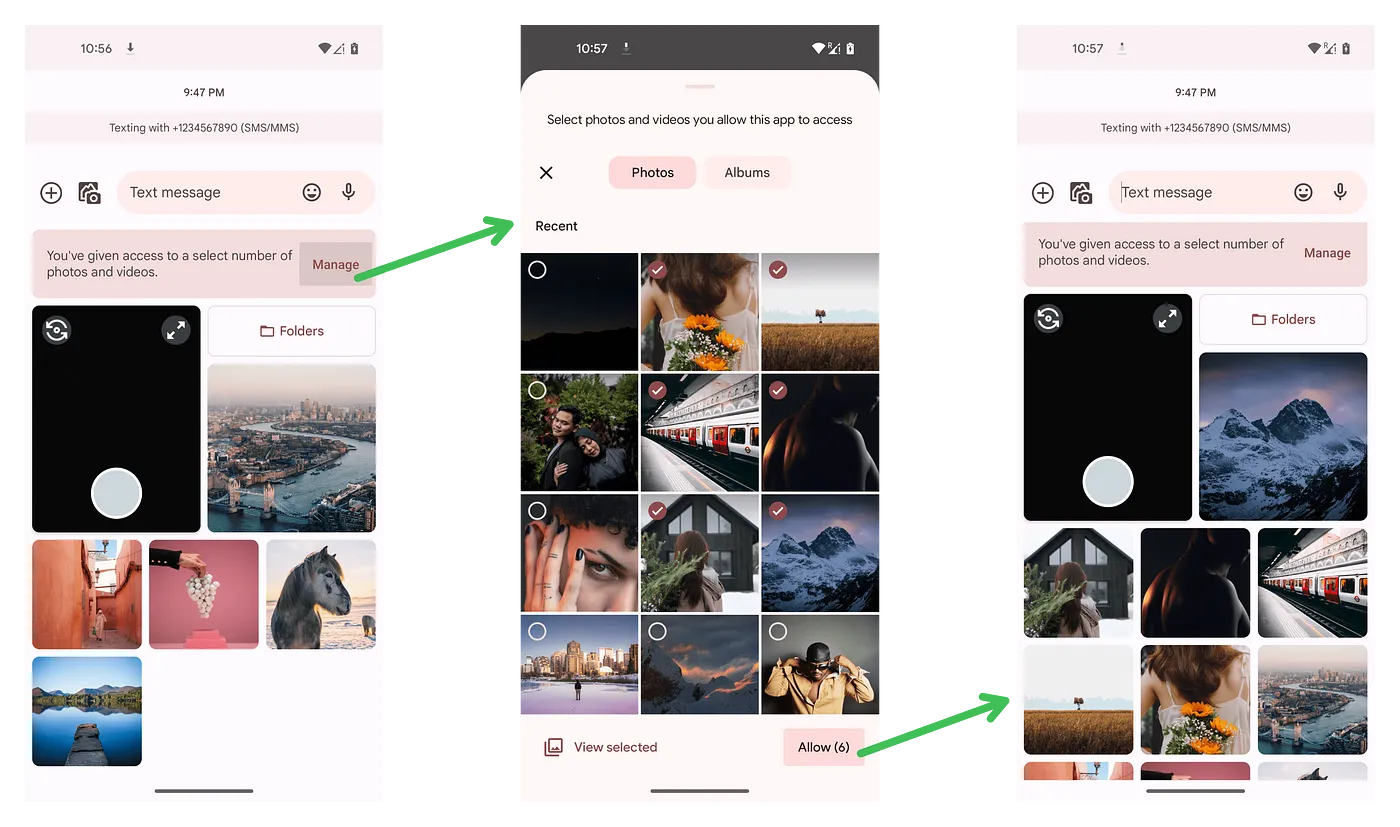 10:56
9:47 PM
Texting with +1234567890 (SMS/MMS)
Text message
You've given access to a select number of
photos and videos.
Manage
Folders
10:57
R
Select photos and videos you allow this app to access
Photos
Albums
Recent
View selected
Allow (6)
10:57
R
9:47 PM
Texting with +1234567890 (SMS/MMS)
Text message
You've given access to a select number of
photos and videos.
Manage
Folders